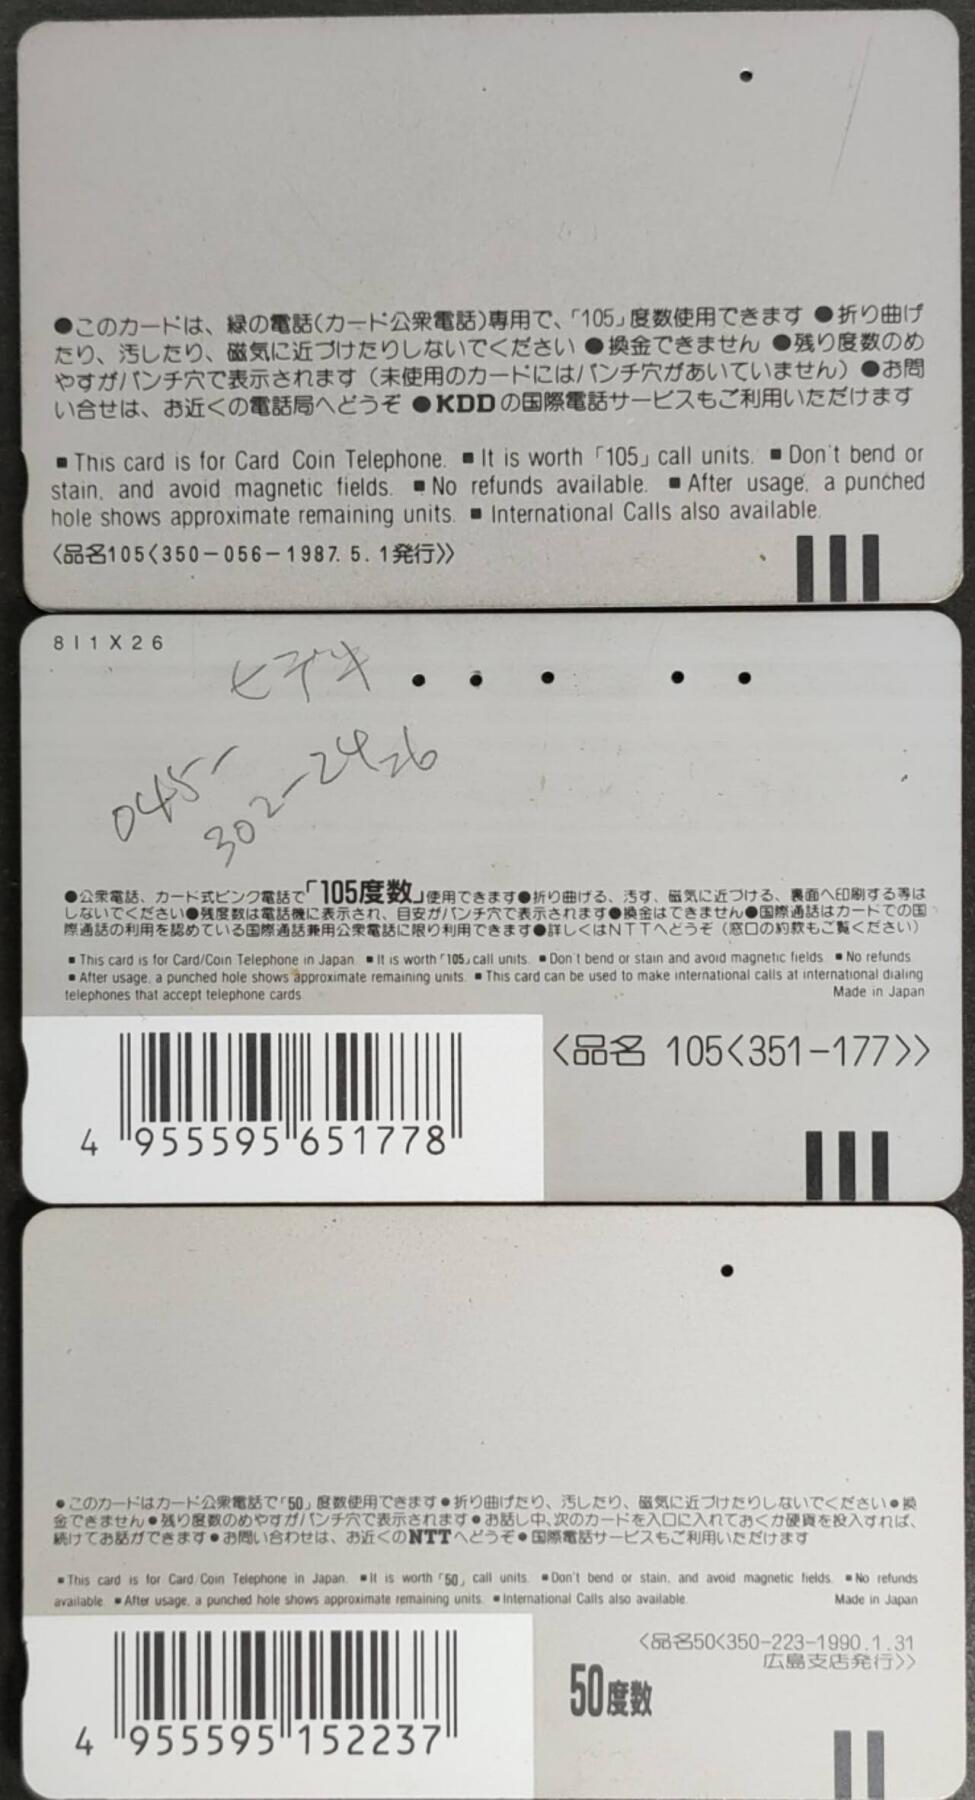 ●このカードは、緑の電話(カード公衆電話)専用で、「105」度数使用できます ●折り曲げ
たり、汚したり、磁気に近づけたりしないでください ●換金できません ●残り度数のめ
やすがパンチ穴で表示されます (未使用のカードにはパンチ穴があいていません) ●お問
い合せは、お近くの電話局へどうぞ ●KDDの国際電話サービスもご利用いただけます
■ This card is for Card Coin Telephone. ■ It is worth「105」call units. ■ Don't bend or
stain, and avoid magnetic fields. ■ No refunds available. ■ After usage, a punched
hole shows approximate remaining units. ■ International Calls also available.
〈品名105〈350-056-1987.5.1発行〉〉
811X26
ヒデキ
045-
302-2426
●公衆電話、カード式ピンク電話で「105度数」使用できます●折り曲げる、汚す、磁気に近づける、裏面へ印刷する等は
しないでください●残度数は電話機に表示され、目安がパンチ穴で表示されます●換金はできません●国際通話はカードでの国
際通話の利用を認めている国際通話兼用公衆電話に限り利用できます●詳しくはNTTへどうぞ (窓口の約款もご覧ください)
■ This card is for Card/Coin Telephone in Japan. ■ It is worth「105」call units. ■ Don't bend or stain and avoid magnetic fields. ■ No refunds.
■ After usage, a punched hole shows approximate remaining units. ■ This card can be used to make international calls at international dialing
telephones that accept telephone cards. Made in Japan
〈品名 105〈351-177〉〉
4 955595 651778
●このカードはカード公衆電話で「50」度数使用できます●折り曲げたり、汚したり、磁気に近づけたりしないでください●換
金できません●残り度数のめやすがパンチ穴で表示されます●お話し中、次のカードを入口に入れておくか硬貨を投入すれば、
続けてお話ができます●お問い合わせは、お近くのNTTへどうぞ●国際電話サービスもご利用いただけます
■ This card is for Card/Coin Telephone in Japan. ■ It is worth「50」call units. ■ Don't bend or stain, and avoid magnetic fields. ■ No refunds
available. ■ After usage, a punched hole shows approximate remaining units. ■ International Calls also available. Made in Japan
〈品名50〈350-223-1990.1.31
広島支店発行〉〉
50度数
4 955595 152237